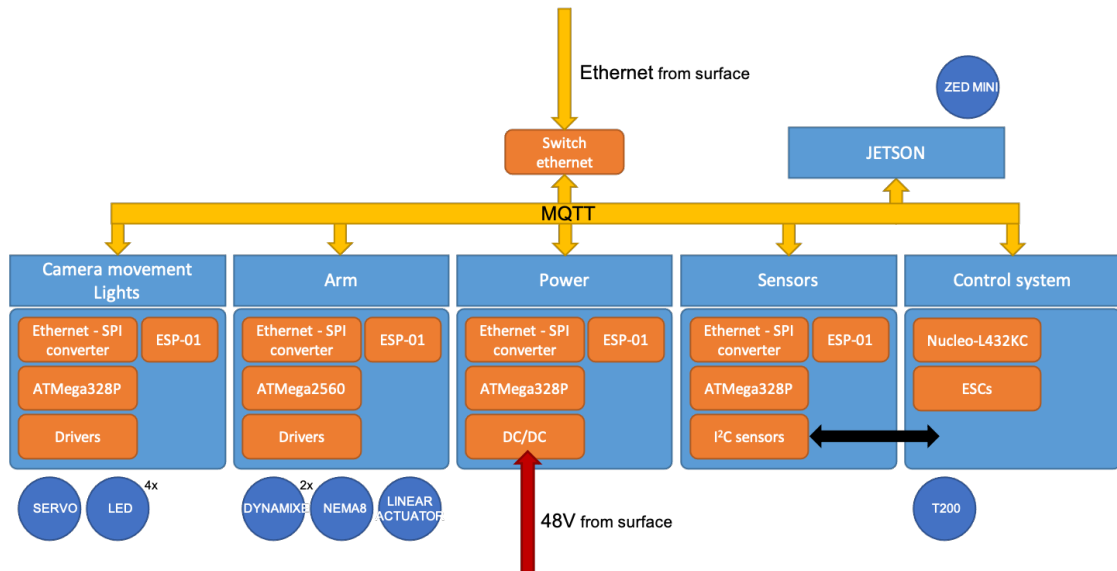 Ethernet from surface
ZED MINI
Switch
ethernet
JETSON
MQTT
Camera movement
Lights
Arm
Power
Sensors
Control system
Ethernet - SPI
converter
ESP-01
ATMega328P
Drivers
Ethernet - SPI
converter
ESP-01
ATMega2560
Drivers
Ethernet - SPI
converter
ESP-01
ATMega328P
DC/DC
Ethernet - SPI
converter
ESP-01
ATMega328P
I²C sensors
Nucleo-L432KC
ESCs
SERVO
LED
4x
DYNAMIXE
2x
NEMA8
LINEAR
ACTUATOR
48V from surface
T200